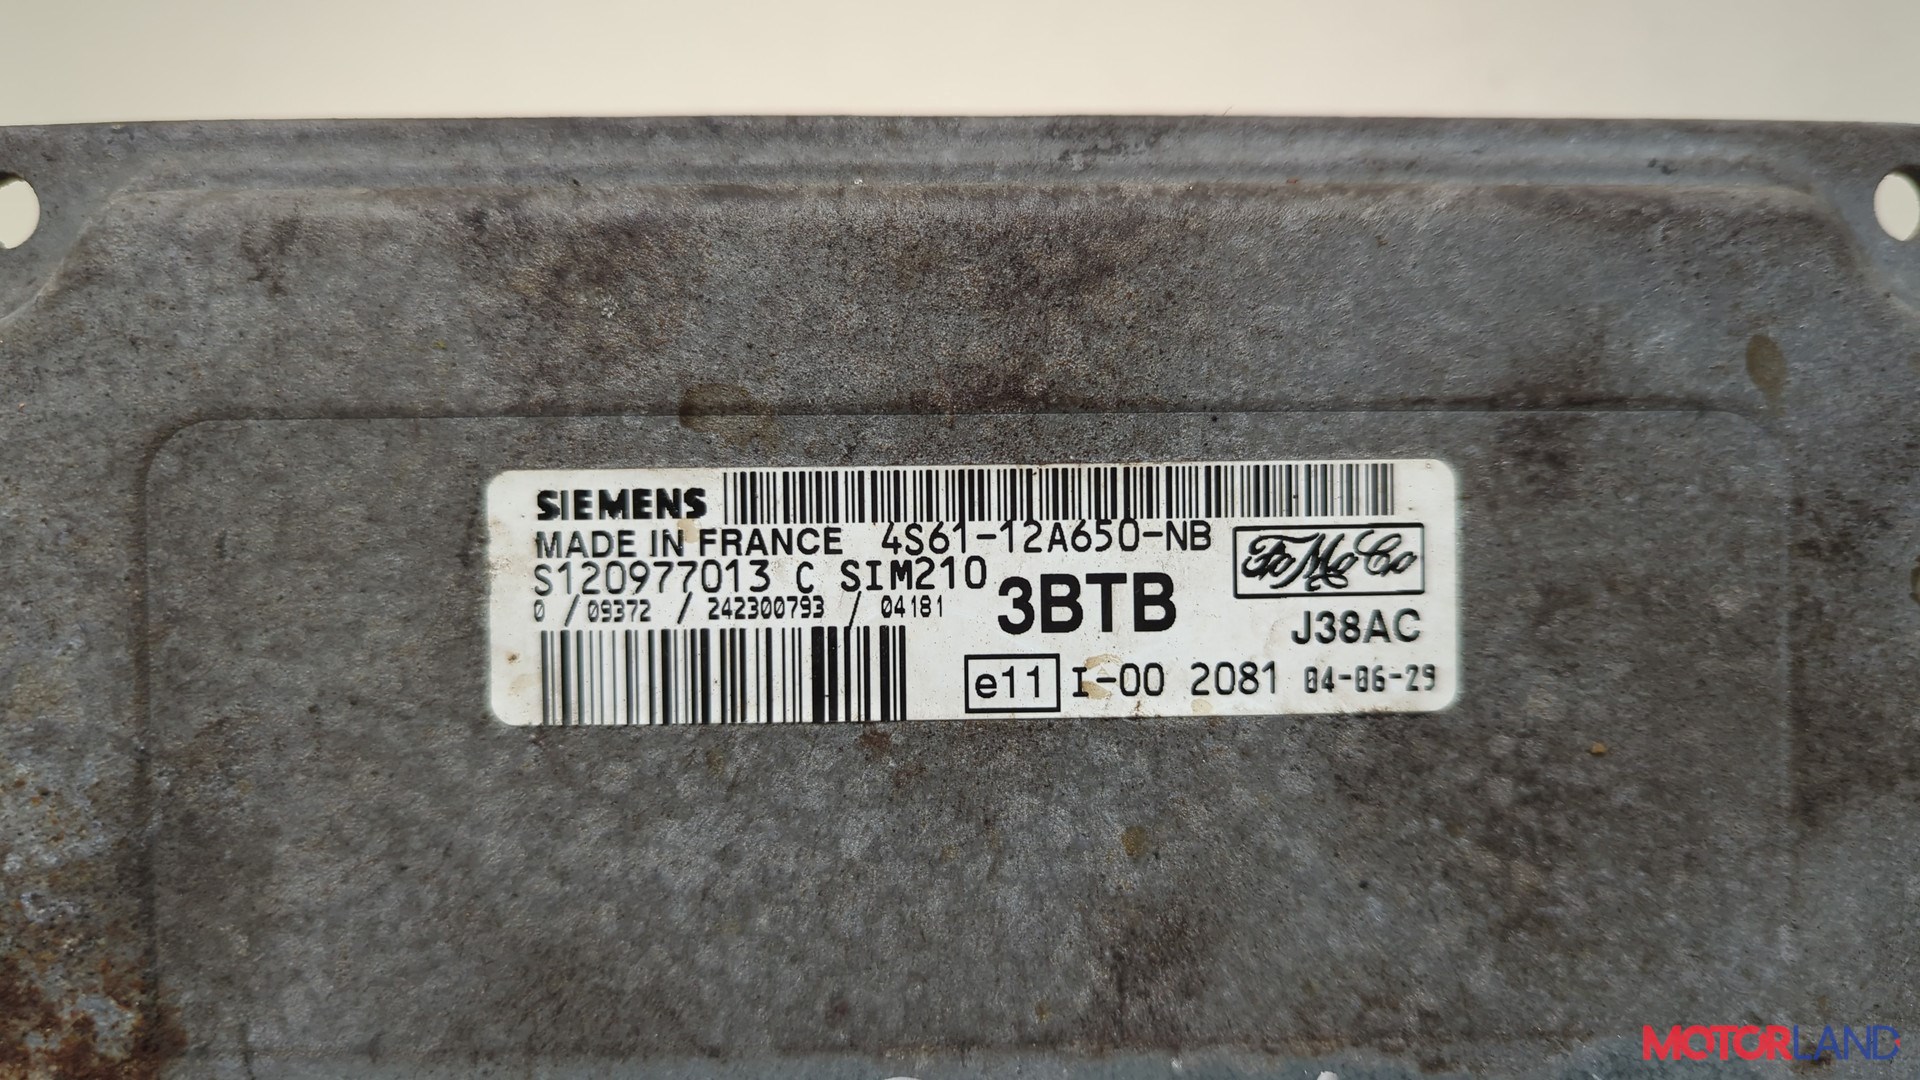 SIEMENS
MADE IN FRANCE 4S61-12A650-NB
FoMoCo
S120977013 C SIM210
3BTB
0 / 09372 / 242300793 / 04181
J38AC
e11 I-00 2081 04-06-29
MOTORLAND